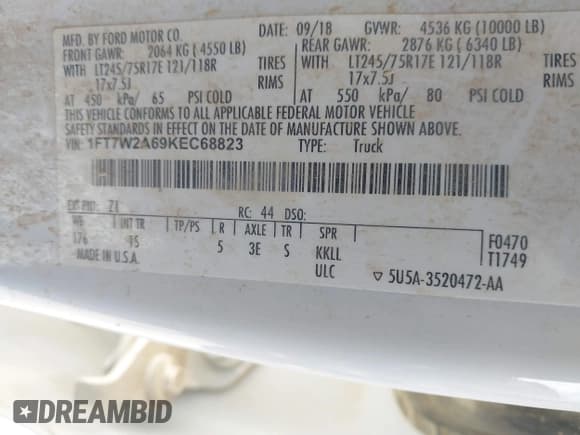 MFD. BY FORD MOTOR CO.
DATE: 09/18 GVWR: 4536 KG (10000 LB)
FRONT GAWR: 2064 KG (4550 LB) REAR GAWR: 2876 KG (6340 LB)
WITH LT245/75R17E 121/118R TIRES WITH LT245/75R17E 121/118R TIRES
17x7.5J RIMS 17x7.5J RIMS
AT 450 kPa/ 65 PSI COLD AT 550 kPa/ 80 PSI COLD
THIS VEHICLE CONFORMS TO ALL APPLICABLE FEDERAL MOTOR VEHICLE
SAFETY STANDARDS IN EFFECT ON THE DATE OF MANUFACTURE SHOWN ABOVE.
VIN: 1FT7W2A69KEC68823 TYPE: Truck
EXT PNT: Z1 RC: 44 DSO:
WB INT TR TP/PS R AXLE TR SPR
176 5 3E S KKLL
ULC
F0470
T1749
MADE IN U.S.A. ▽ 5U5A-3520472-AA
DREAMBID